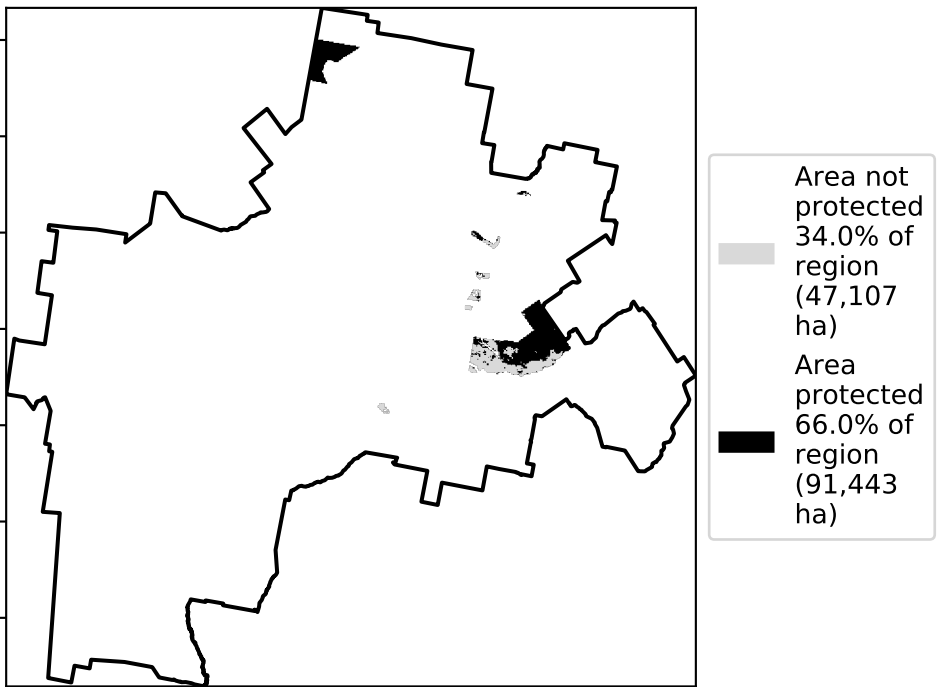 Area not
protected
34.0% of
region
(47,107
ha)
Area
protected
66.0% of
region
(91,443
ha)